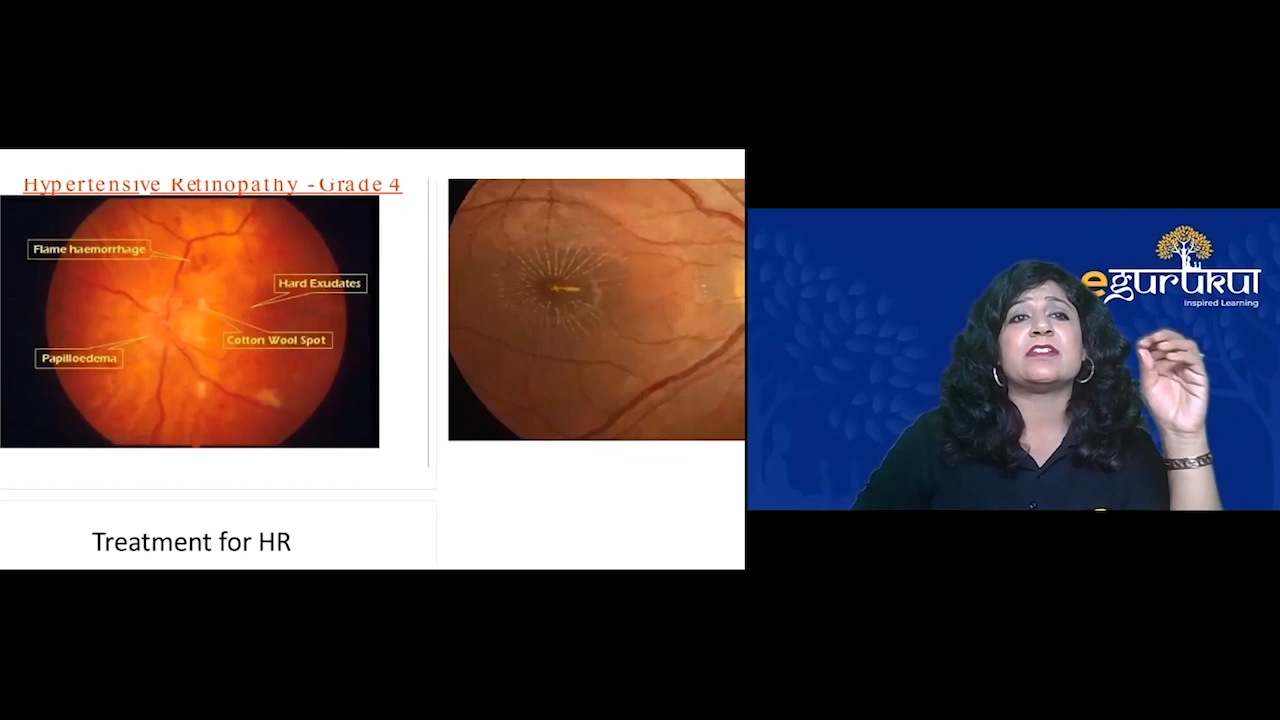 Hypertensive Retinopathy - Grade 4
Flame haemorrhage
Hard Exudates
Cotton Wool Spot
Papilloedema
Treatment for HR
eGurukul
Inspired Learning